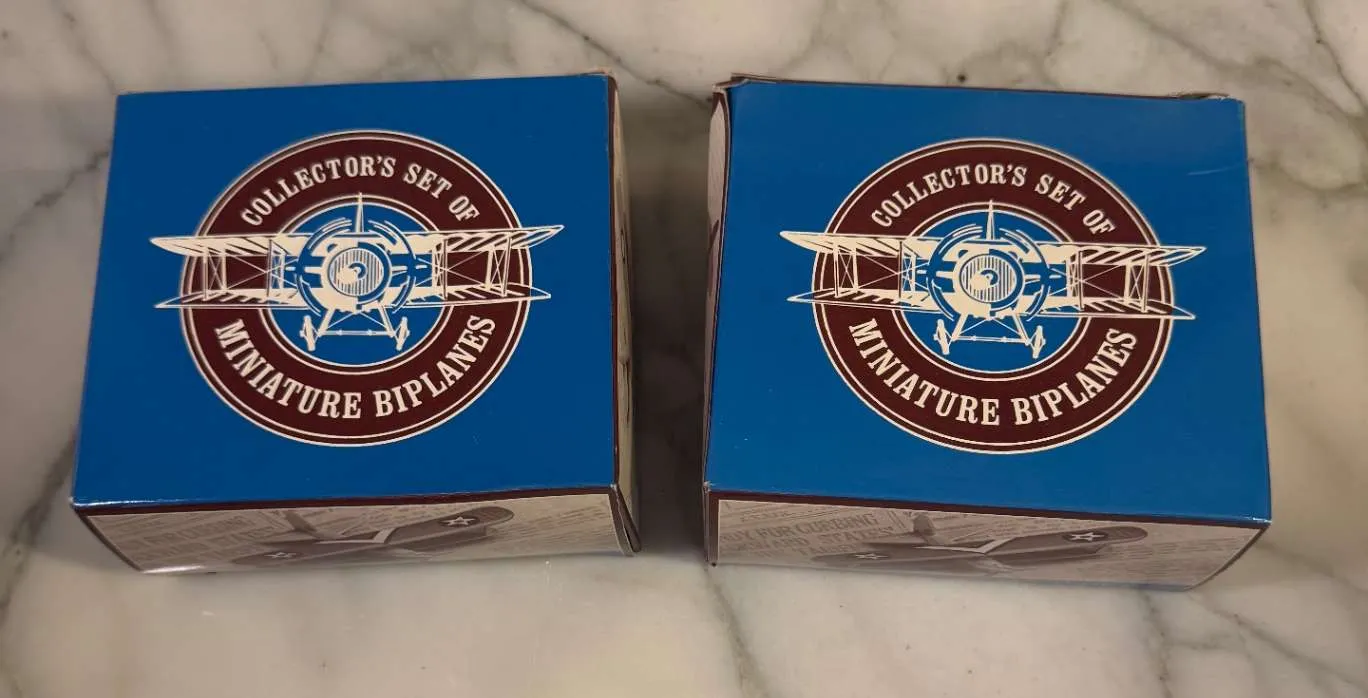 COLLECTOR'S SET OF
MINIATURE BIPLANES
COLLECTOR'S SET OF
MINIATURE BIPLANES